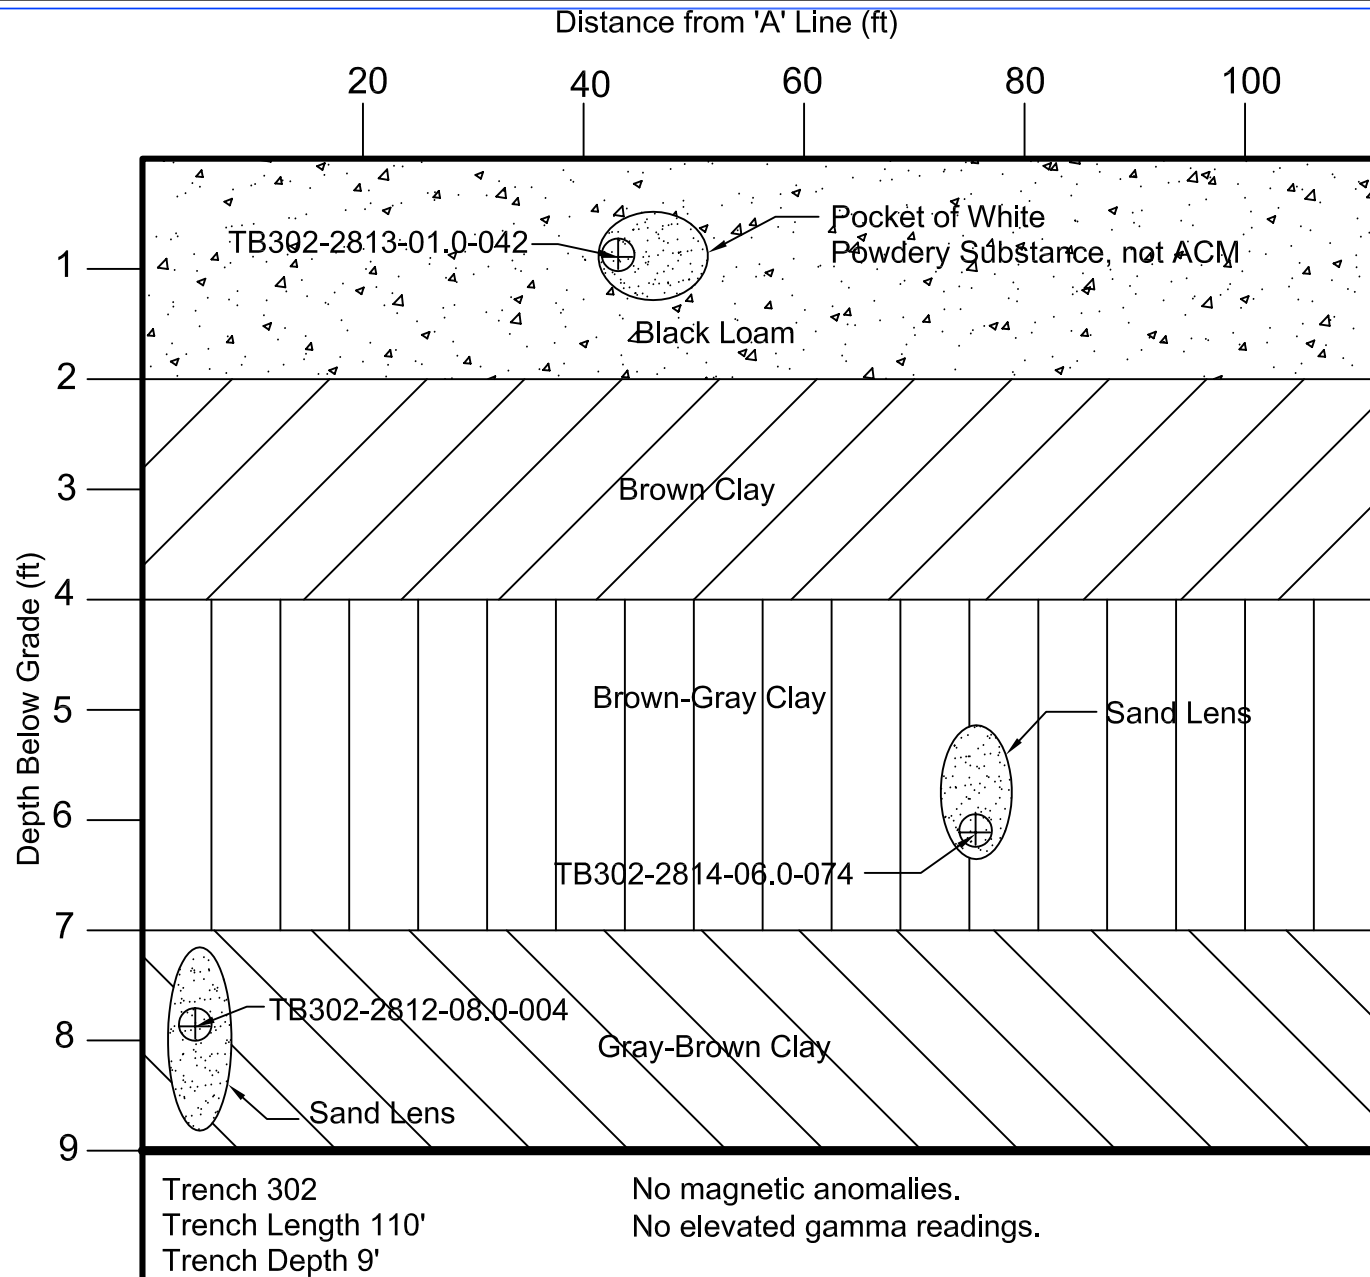 Distance from 'A' Line (ft)
20 40 60 80 100
Pocket of White
TB302-2813-01.0-042
Powdery Substance, not ACM
1
Black Loam
2
3
Brown Clay
Depth Below Grade (ft)
4
Brown-Gray Clay
5
Sand Lens
6
TB302-2814-06.0-074
7
TB302-2812-08.0-004
8
Gray-Brown Clay
Sand Lens
9
Trench 302
Trench Length 110'
Trench Depth 9'
No magnetic anomalies.
No elevated gamma readings.